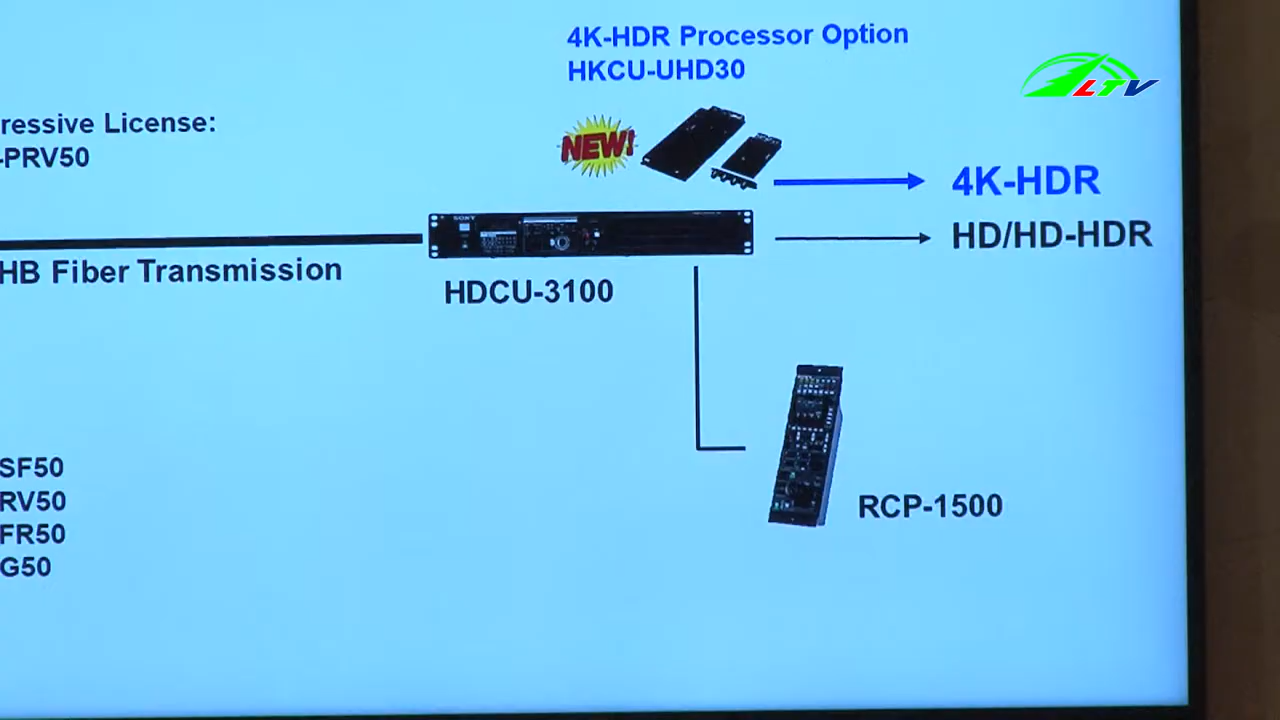 4K-HDR Processor Option
HKCU-UHD30
LTV
ressive License:
-PRV50
NEW!
4K-HDR
SONY
HD/HD-HDR
HB Fiber Transmission
HDCU-3100
SF50
RV50
FR50
G50
RCP-1500